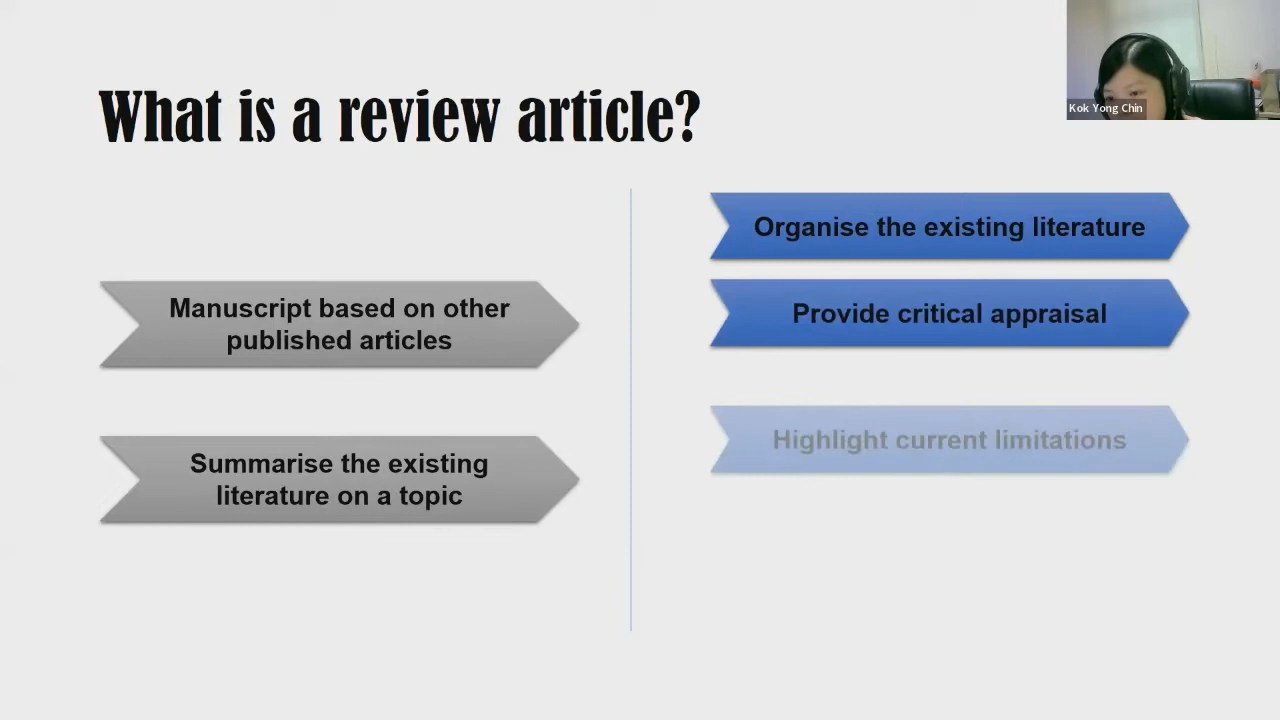 What is a review article?
Kok Yong Chin
Manuscript based on other
published articles
Summarise the existing
literature on a topic
Organise the existing literature
Provide critical appraisal
Highlight current limitations